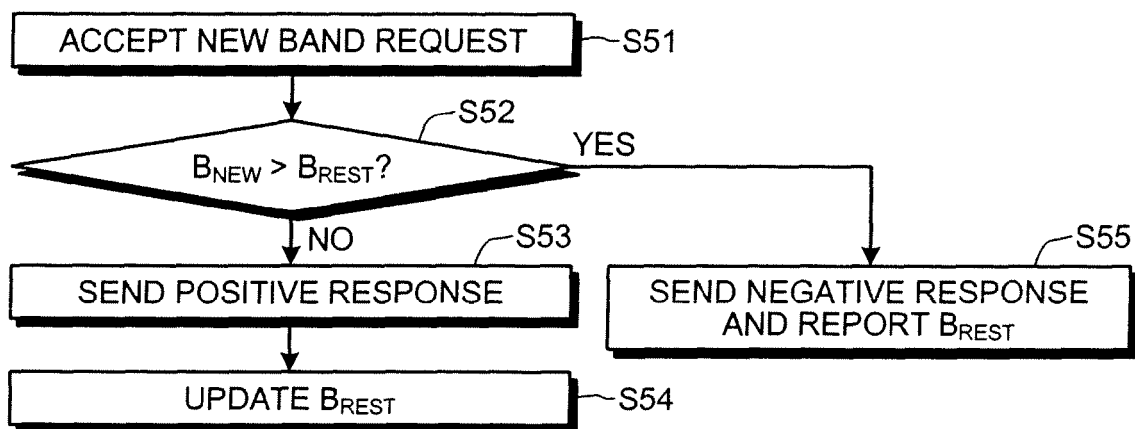 ACCEPT NEW BAND REQUEST
S51
S52
B_NEW > B_REST?
YES
NO
S53
SEND POSITIVE RESPONSE
S55
SEND NEGATIVE RESPONSE
AND REPORT B_REST
UPDATE B_REST
S54